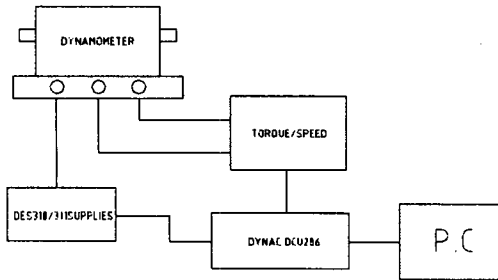 DYNAMOMETER
TORQUE/SPEED
DES310/311SUPPLIES
DYNAC DCU286
P.C